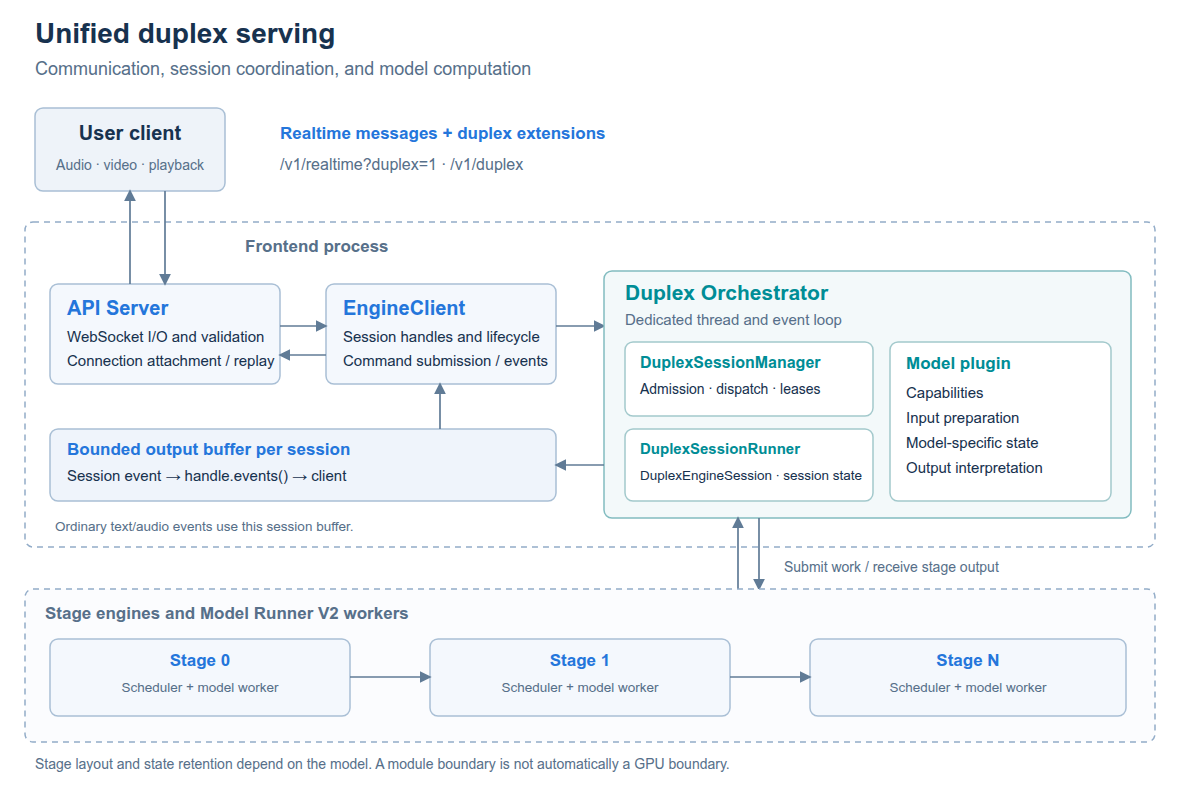 Unified duplex serving
Communication, session coordination, and model computation
User client
Audio · video · playback
Realtime messages + duplex extensions
/v1/realtime?duplex=1 · /v1/duplex
Frontend process
API Server
WebSocket I/O and validation
Connection attachment / replay
EngineClient
Session handles and lifecycle
Command submission / events
Bounded output buffer per session
Session event → handle.events() → client
Ordinary text/audio events use this session buffer.
Duplex Orchestrator
Dedicated thread and event loop
DuplexSessionManager
Admission · dispatch · leases
DuplexSessionRunner
DuplexEngineSession · session state
Model plugin
Capabilities
Input preparation
Model-specific state
Output interpretation
Submit work / receive stage output
Stage engines and Model Runner V2 workers
Stage 0
Scheduler + model worker
Stage 1
Scheduler + model worker
Stage N
Scheduler + model worker
Stage layout and state retention depend on the model. A module boundary is not automatically a GPU boundary.